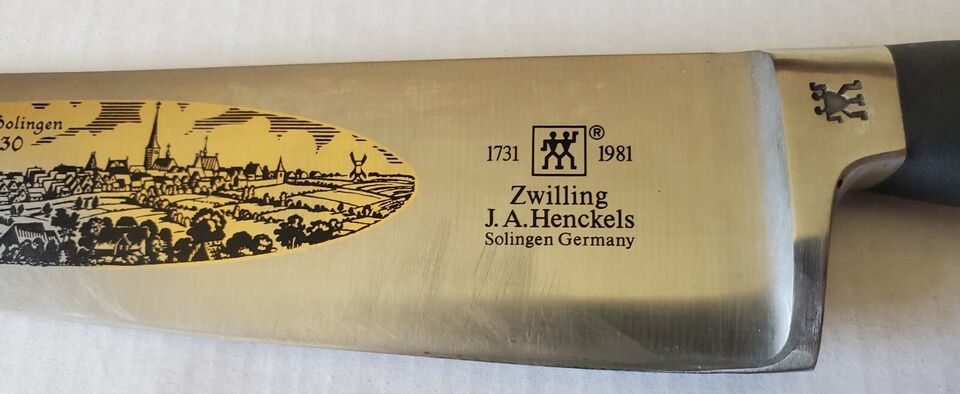 Solingen
30
1731 ® 1981
Zwilling
J.A.Henckels
Solingen Germany